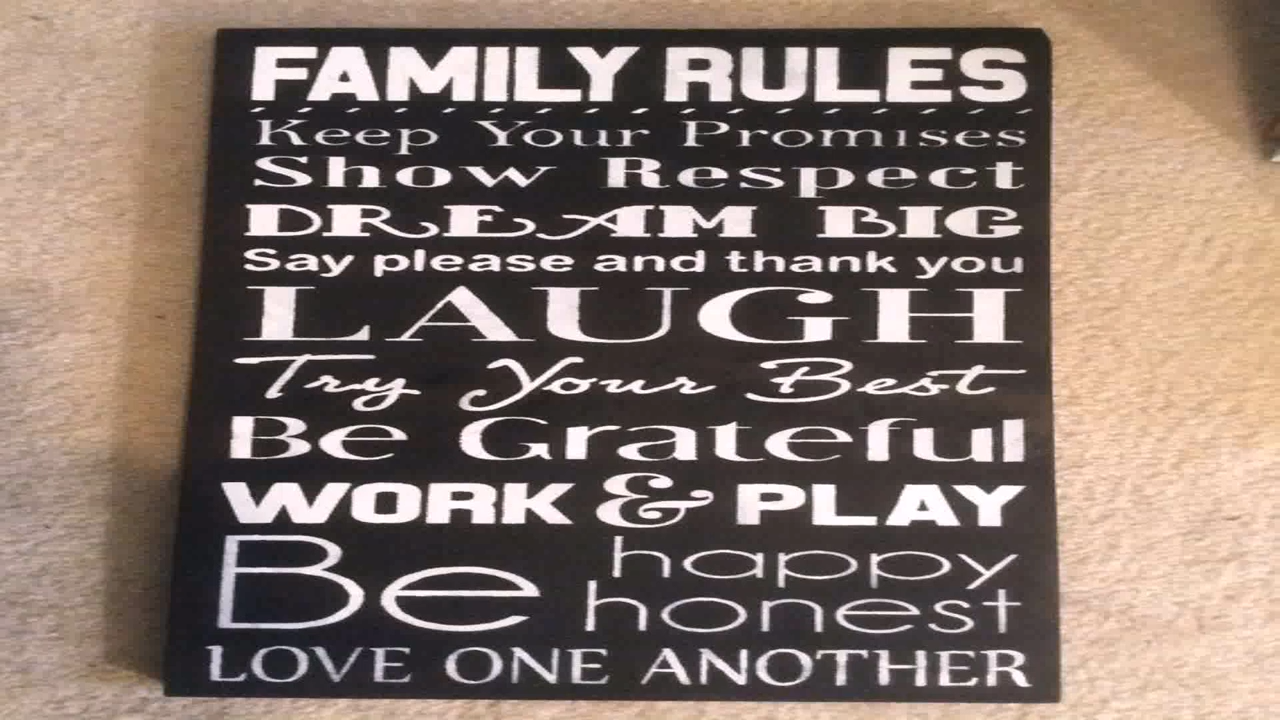 FAMILY RULES
Keep Your Promises
Show Respect
DREAM BIG
Say please and thank you
LAUGH
Try Your Best
Be Grateful
WORK & PLAY
Be happy
honest
LOVE ONE ANOTHER